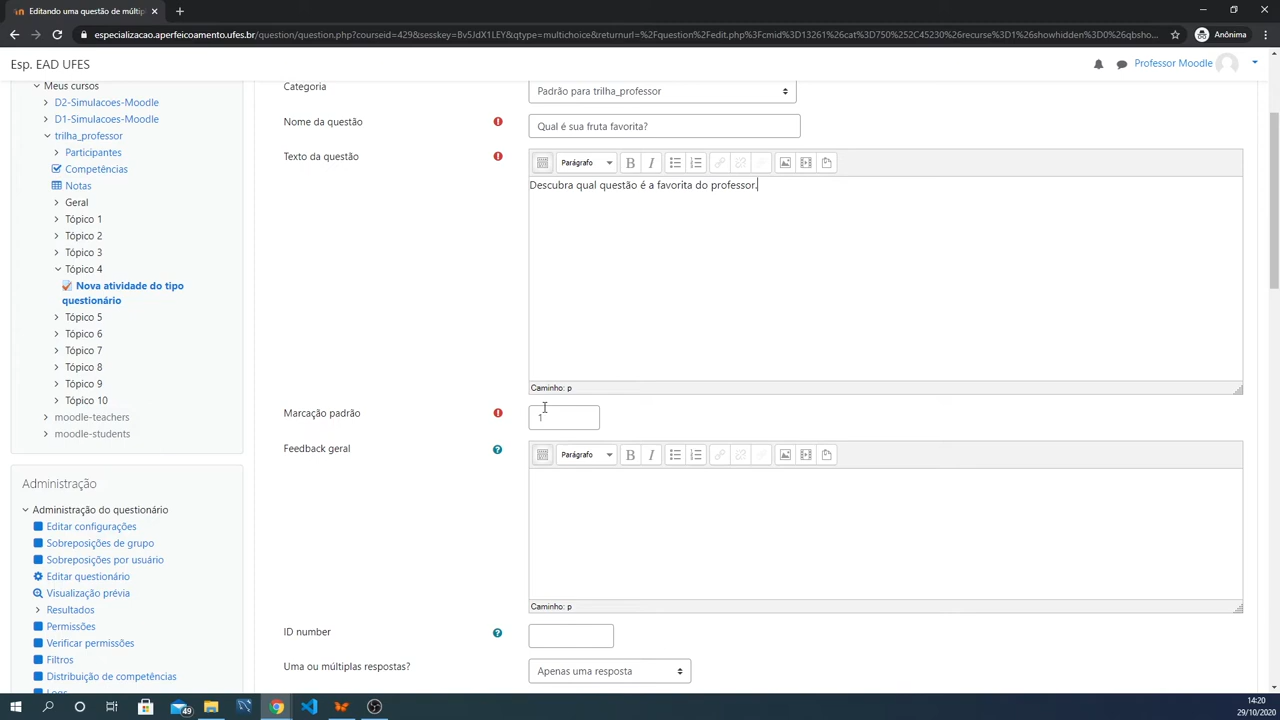 Editando uma questão de múltip
especializacao.aperfeicoamento.ufes.br/question/question.php?courseid=429&sesskey=Bv5JdX1LEY&qtype=multichoice&returnurl=%2Fquestion%2Fedit.php%3Fcmid%3D13261%26cat%3D750%252C45230%26recurse%3D1%26showhidden%3D0%26qbsho...
Anônima
Esp. EAD UFES
Professor Moodle
Meus cursos
D2-Simulacoes-Moodle
D1-Simulacoes-Moodle
trilha_professor
Participantes
Competências
Notas
Geral
Tópico 1
Tópico 2
Tópico 3
Tópico 4
Nova atividade do tipo
questionário
Tópico 5
Tópico 6
Tópico 7
Tópico 8
Tópico 9
Tópico 10
moodle-teachers
moodle-students
Administração
Administração do questionário
Editar configurações
Sobreposições de grupo
Sobreposições por usuário
Editar questionário
Visualização prévia
Resultados
Permissões
Verificar permissões
Filtros
Distribuição de competências
Logs
Categoria
Padrão para trilha_professor
Nome da questão
Qual é sua fruta favorita?
Texto da questão
Parágrafo
B I
Descubra qual questão é a favorita do professor.
Caminho: p
Marcação padrão
1
Feedback geral
Parágrafo
B I
Caminho: p
ID number
Uma ou múltiplas respostas?
Apenas uma resposta
49
14:20
29/10/2020